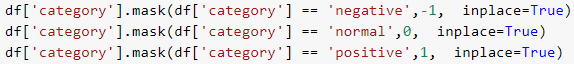 df['category'].mask(df['category'] == 'negative',-1,  inplace=True)
df['category'].mask(df['category'] == 'normal',0,  inplace=True)
df['category'].mask(df['category'] == 'positive',1,  inplace=True)